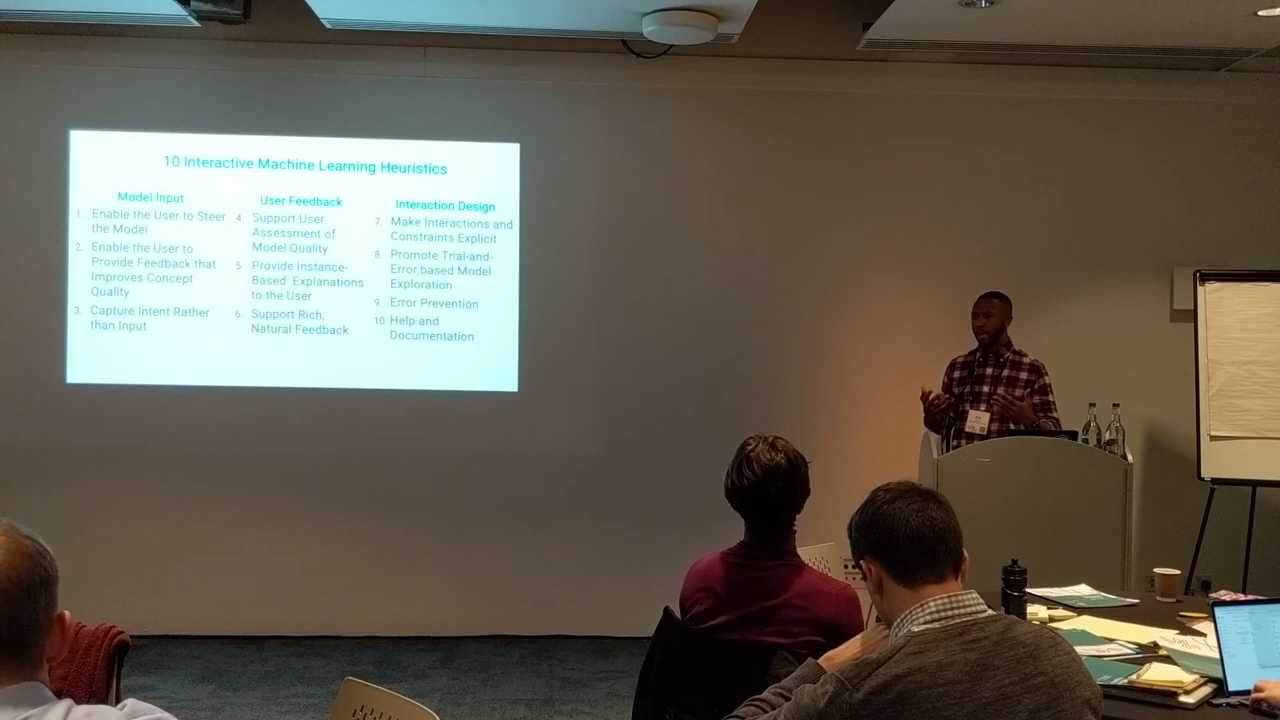 10 Interactive Machine Learning Heuristics
Model Input
1. Enable the User to Steer
the Model
2. Enable the User to
Provide Feedback that
Improves Concept
Quality
3. Capture Intent Rather
than Input
User Feedback
4. Support User
Assessment of
Model Quality
5. Provide Instance-
Based Explanations
to the User
6. Support Rich,
Natural Feedback
Interaction Design
7. Make Interactions and
Constraints Explicit
8. Promote Trial-and-
Error based Model
Exploration
9. Error Prevention
10. Help and
Documentation